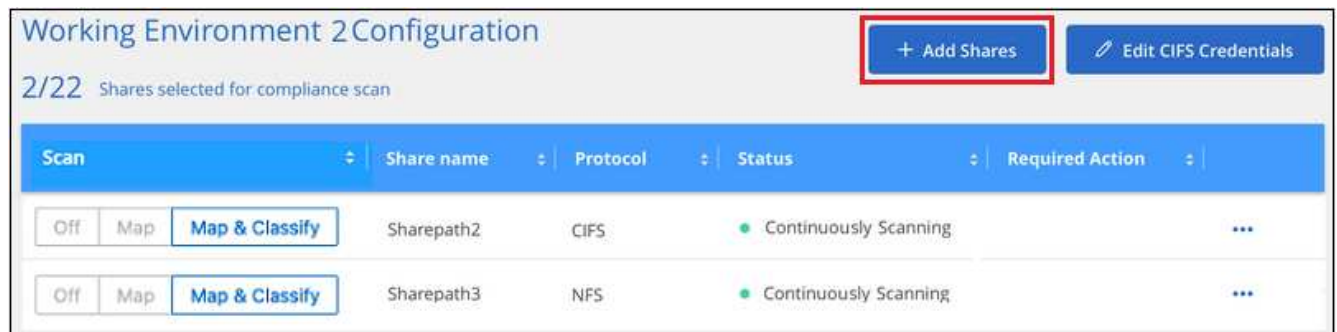 Working Environment 2 Configuration
+ Add Shares
Edit CIFS Credentials
2/22 Shares selected for compliance scan
Scan Share name Protocol Status Required Action
Off Map Map & Classify Sharepath2 CIFS Continuously Scanning ...
Off Map Map & Classify Sharepath3 NFS Continuously Scanning ...